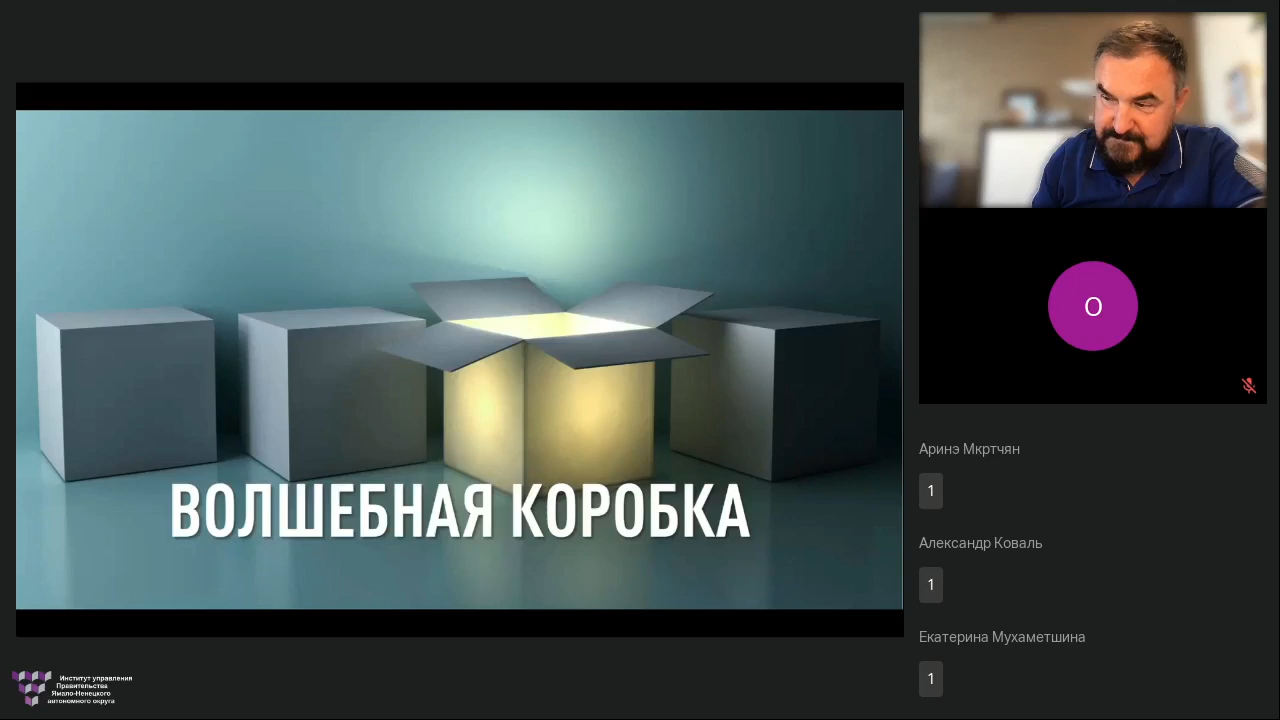 ВОЛШЕБНАЯ КОРОБКА
О
Аринэ Мкртчян
1
Александр Коваль
1
Екатерина Мухаметшина
1
Институт управления
Правительства
Ямало-Ненецкого
автономного округа